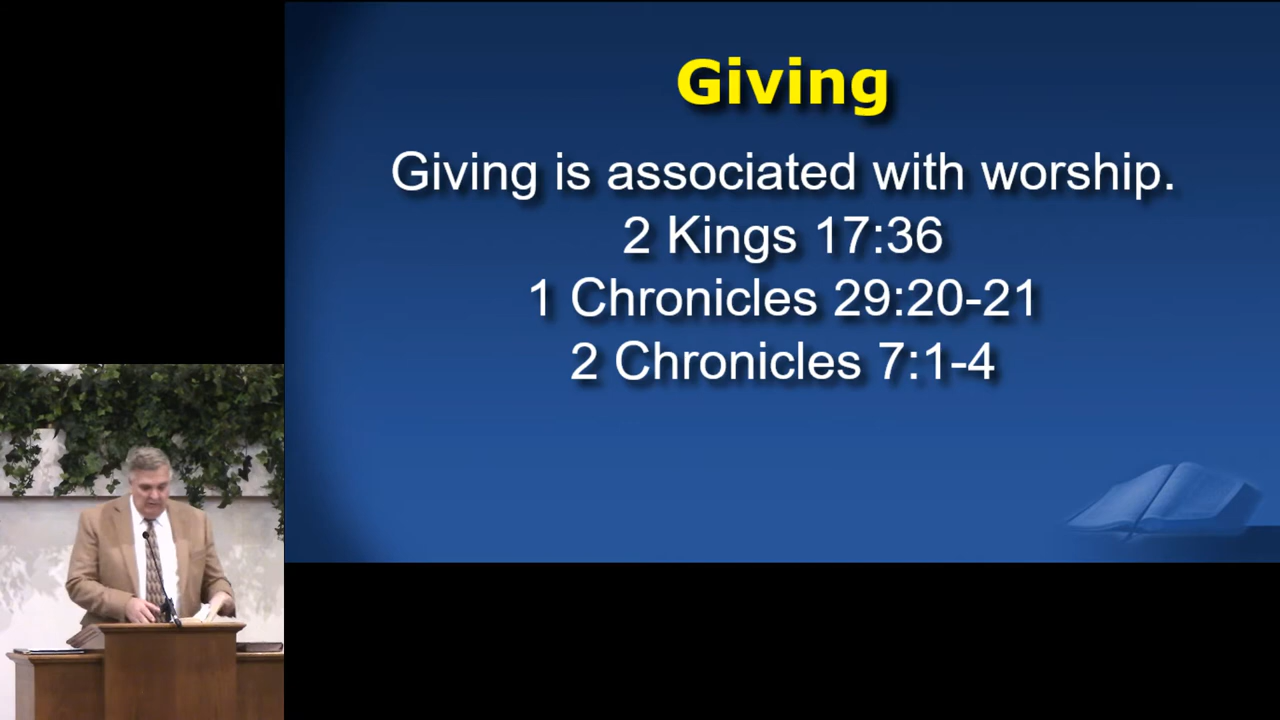 Giving
Giving is associated with worship.
2 Kings 17:36
1 Chronicles 29:20-21
2 Chronicles 7:1-4